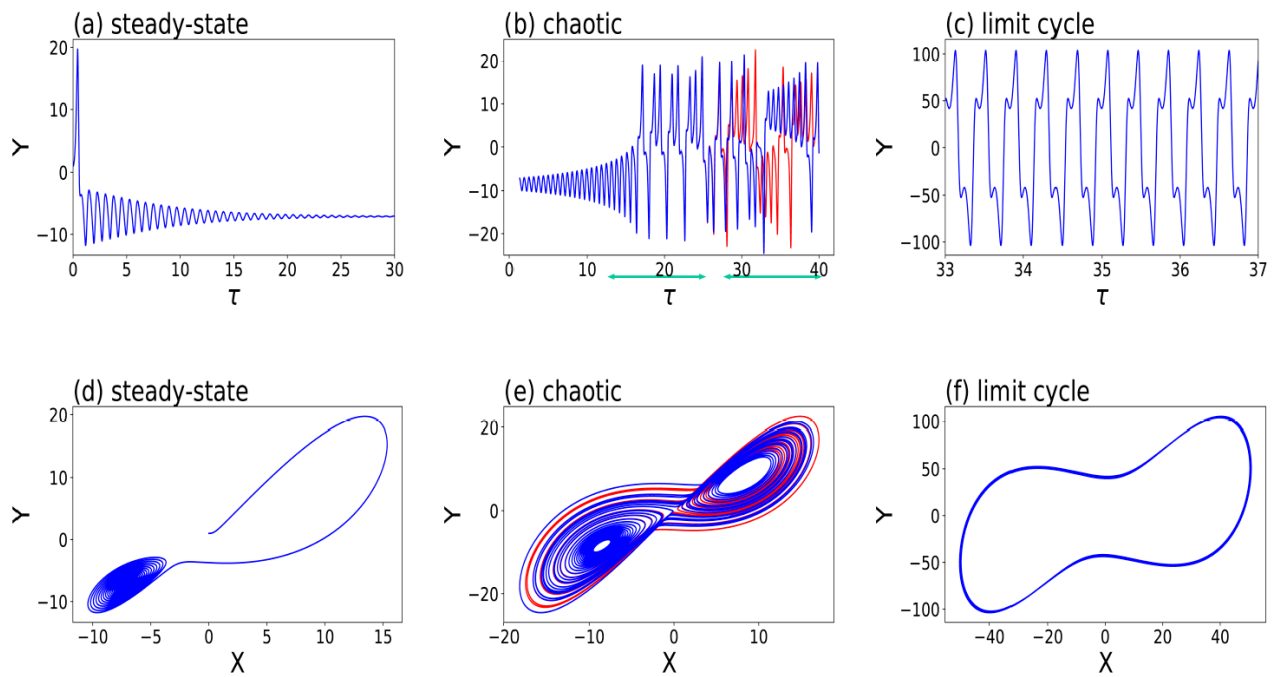 (a) steady-state
(b) chaotic
(c) limit cycle
20
10
0
−10
Y
0 5 10 15 20 25 30
τ
20
10
0
−10
−20
Y
0 10 20 30 40
τ
100
50
0
−50
−100
Y
33 34 35 36 37
τ
(d) steady-state
(e) chaotic
(f) limit cycle
20
10
0
−10
Y
−10 −5 0 5 10 15
X
20
10
0
−10
−20
Y
−20 −10 0 10
X
100
50
0
−50
−100
Y
−40 −20 0 20 40
X